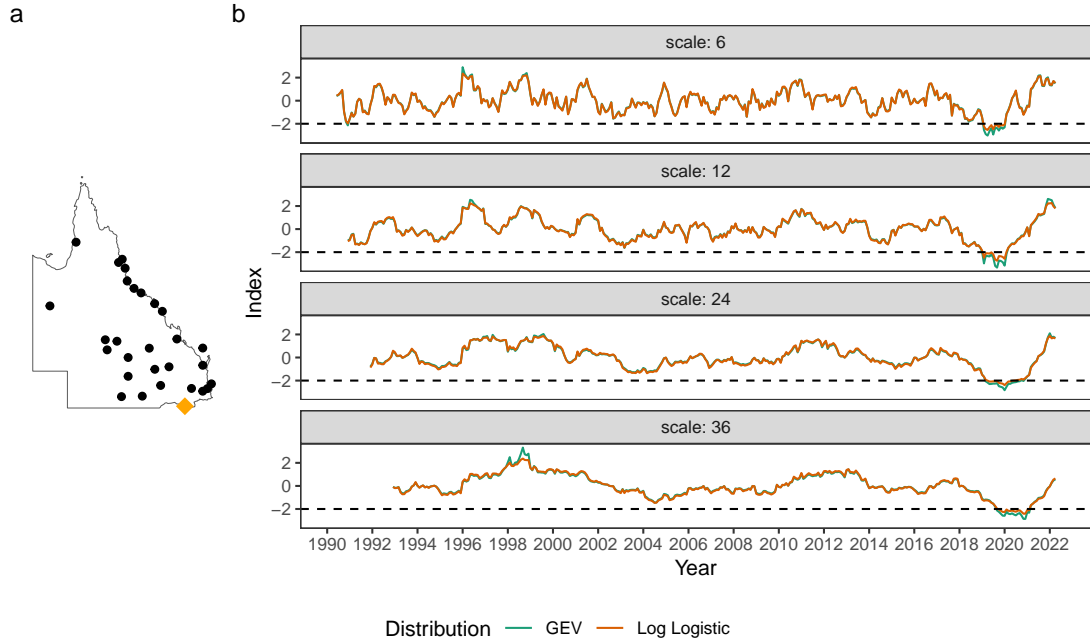 a
b
scale: 6
2
0
−2
scale: 12
2
0
−2
scale: 24
2
0
−2
scale: 36
2
0
−2
Index
1990 1992 1994 1996 1998 2000 2002 2004 2006 2008 2010 2012 2014 2016 2018 2020 2022
Year
Distribution GEV Log Logistic